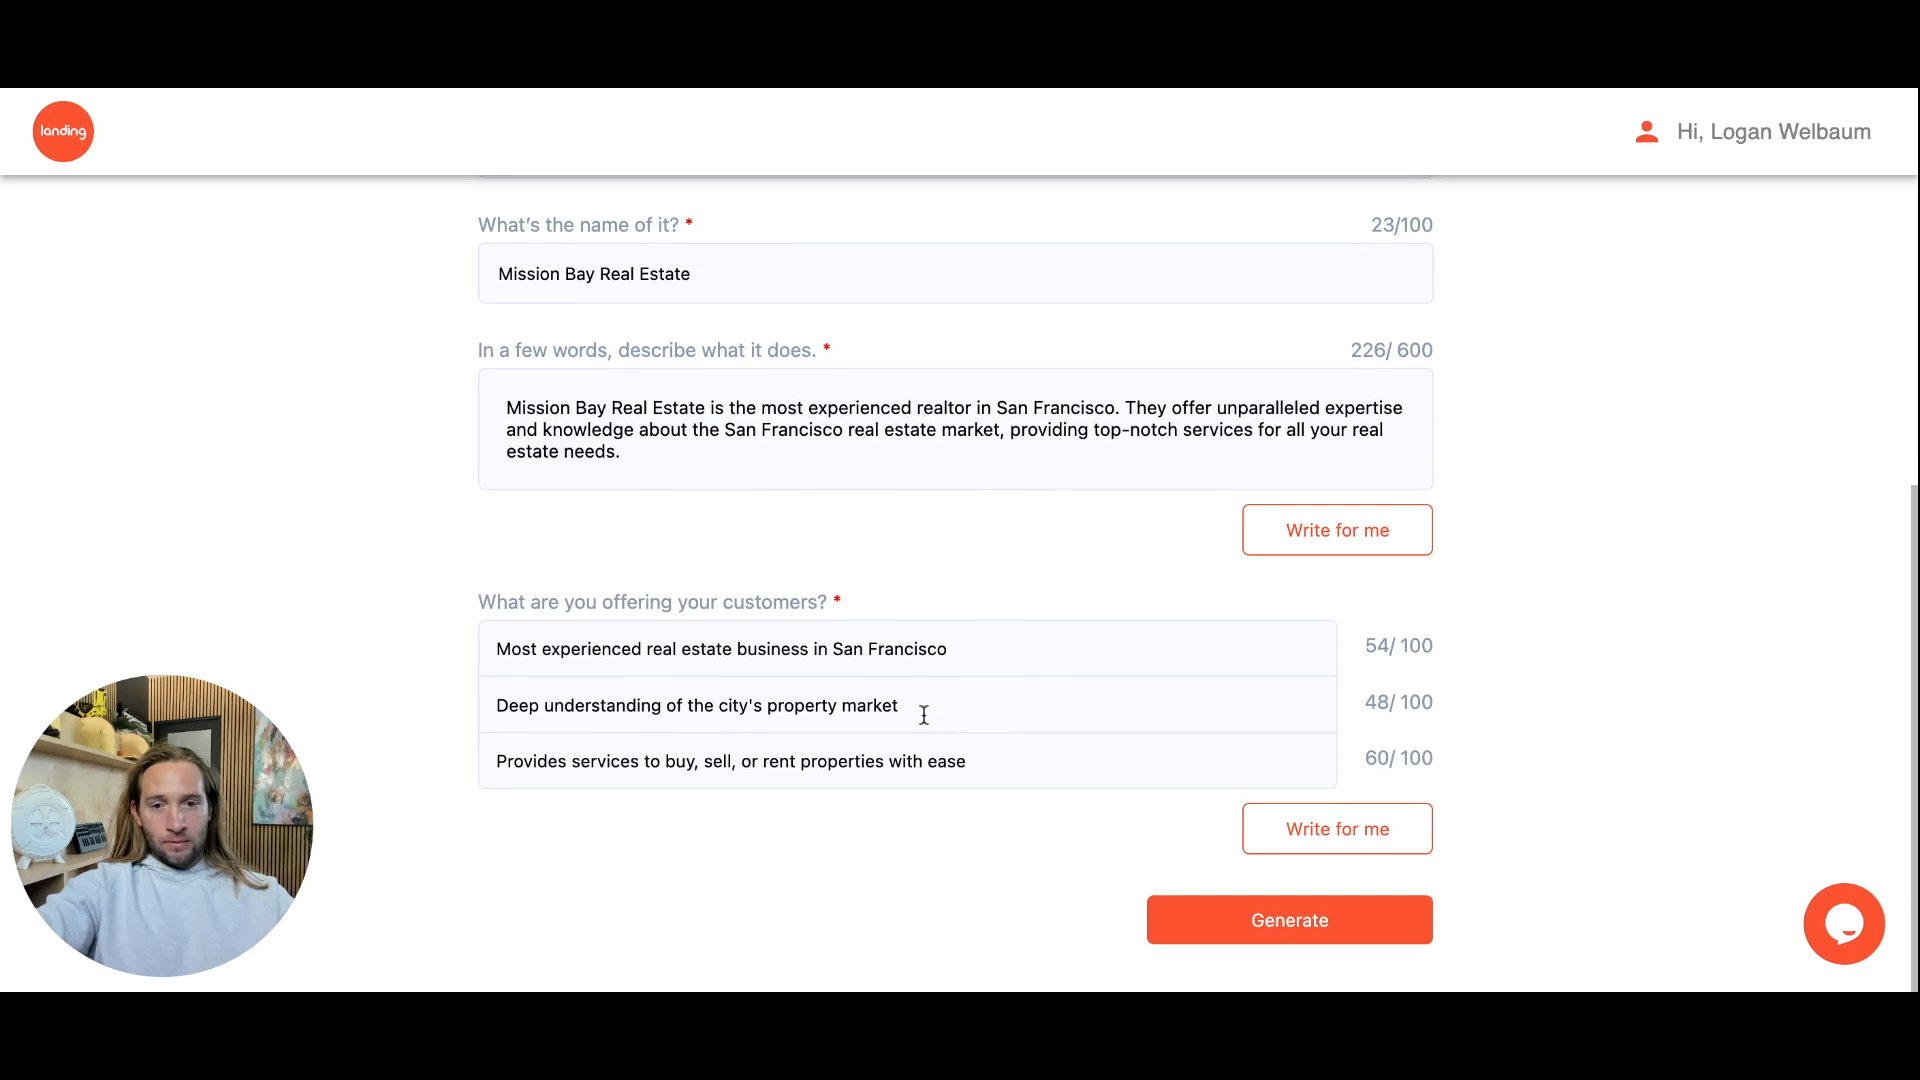 landing
Hi, Logan Welbaum
What's the name of it? *
23/100
Mission Bay Real Estate
In a few words, describe what it does. *
226/ 600
Mission Bay Real Estate is the most experienced realtor in San Francisco. They offer unparalleled expertise
and knowledge about the San Francisco real estate market, providing top-notch services for all your real
estate needs.
Write for me
What are you offering your customers? *
Most experienced real estate business in San Francisco
54/ 100
Deep understanding of the city's property market
48/ 100
Provides services to buy, sell, or rent properties with ease
60/ 100
Write for me
Generate